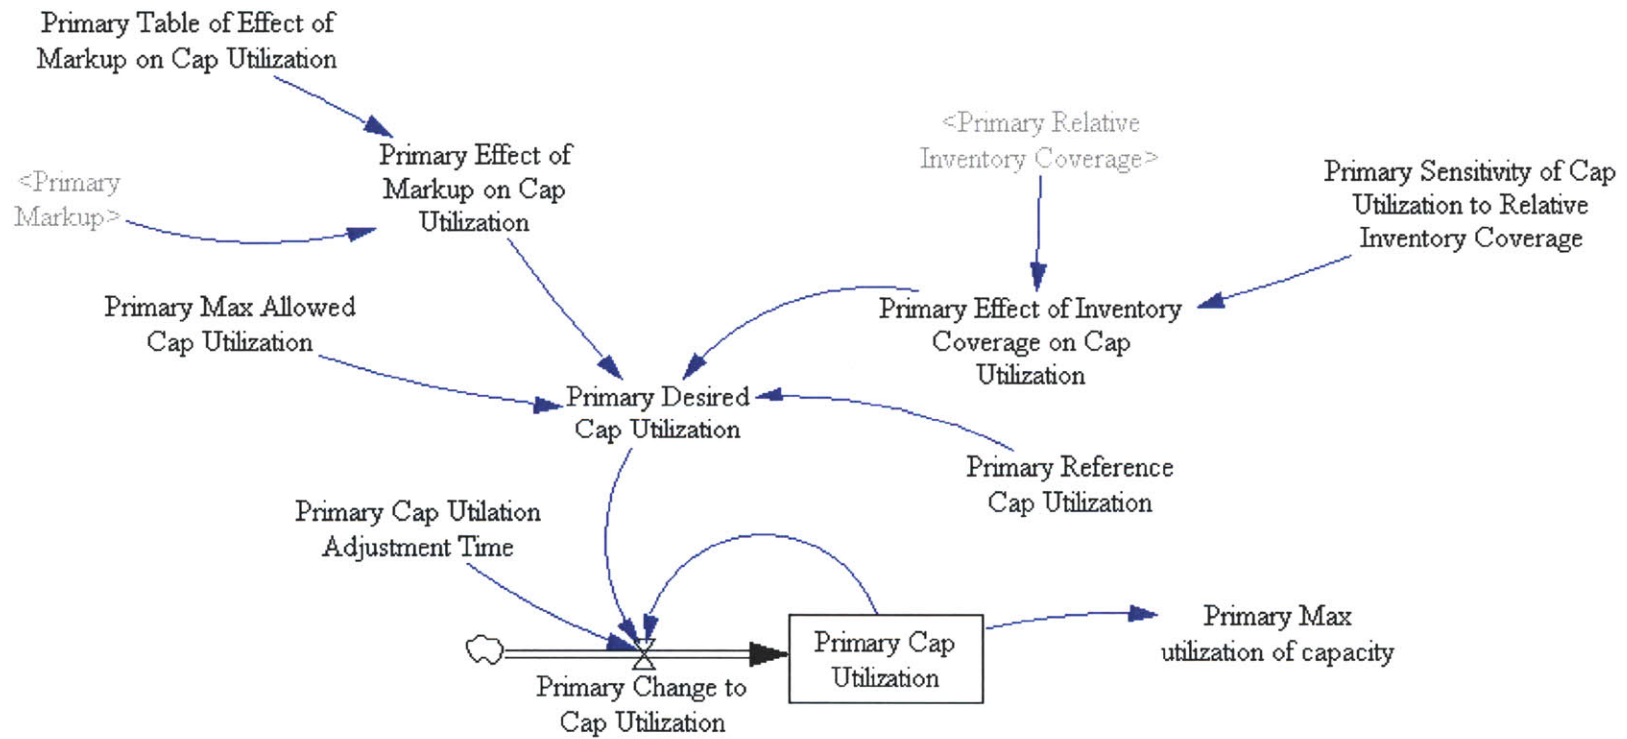 Primary Table of Effect of
Markup on Cap Utilization
<Primary
Markup>
Primary Effect of
Markup on Cap
Utilization
<Primary Relative
Inventory Coverage>
Primary Sensitivity of Cap
Utilization to Relative
Inventory Coverage
Primary Max Allowed
Cap Utilization
Primary Effect of Inventory
Coverage on Cap
Utilization
Primary Desired
Cap Utilization
Primary Reference
Cap Utilization
Primary Cap Utilation
Adjustment Time
Primary Change to
Cap Utilization
Primary Cap
Utilization
Primary Max
utilization of capacity